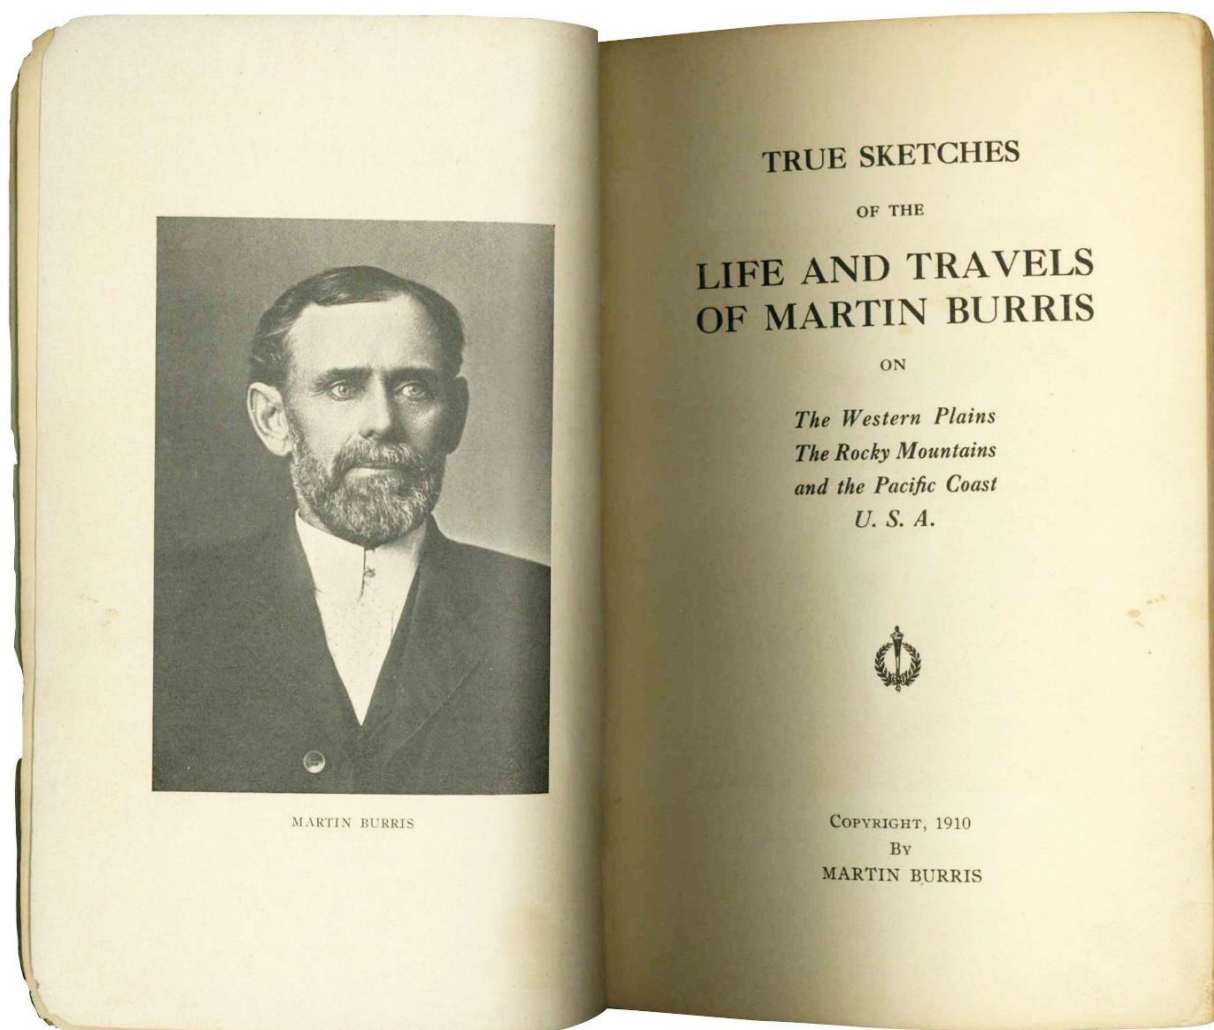 MARTIN BURRIS
TRUE SKETCHES
OF THE
LIFE AND TRAVELS
OF MARTIN BURRIS
ON
The Western Plains
The Rocky Mountains
and the Pacific Coast
U. S. A.
COPYRIGHT, 1910
BY
MARTIN BURRIS